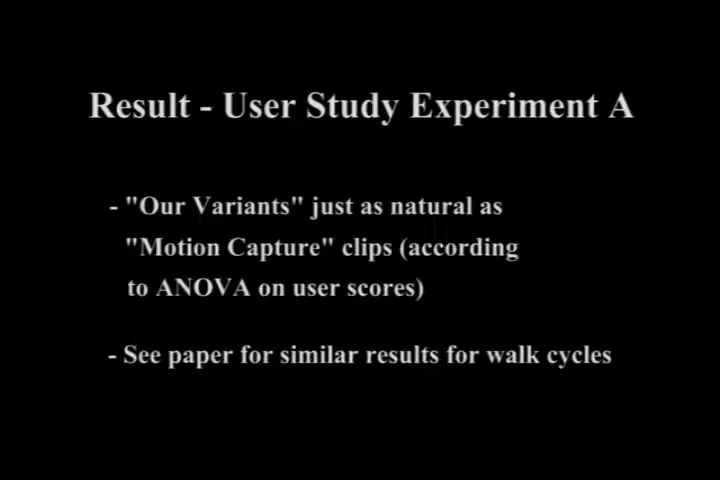 Result - User Study Experiment A
- "Our Variants" just as natural as
"Motion Capture" clips (according
to ANOVA on user scores)
- See paper for similar results for walk cycles